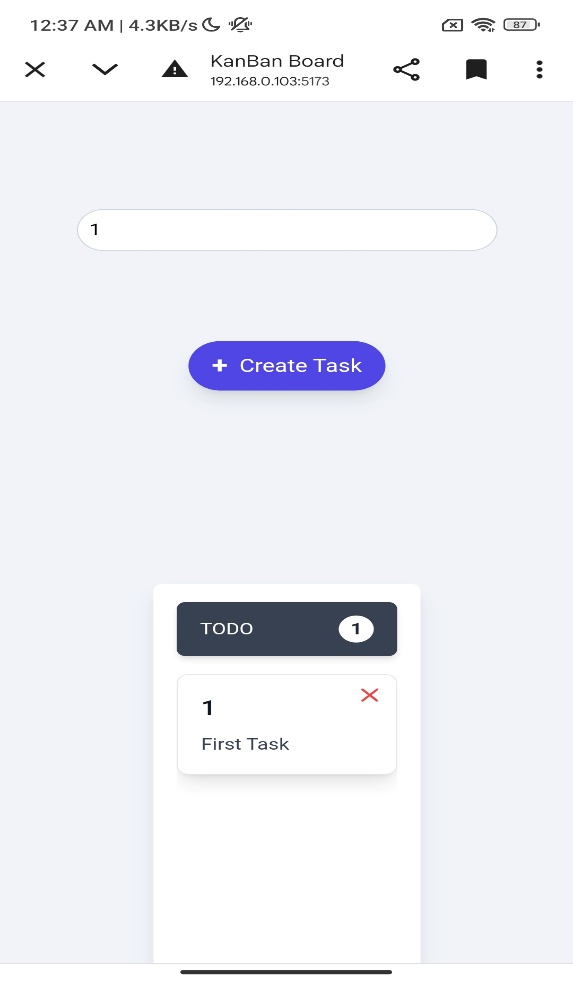 12:37 AM | 4.3KB/s
87
KanBan Board
192.168.0.103:5173
1
+ Create Task
TODO 1
1
First Task